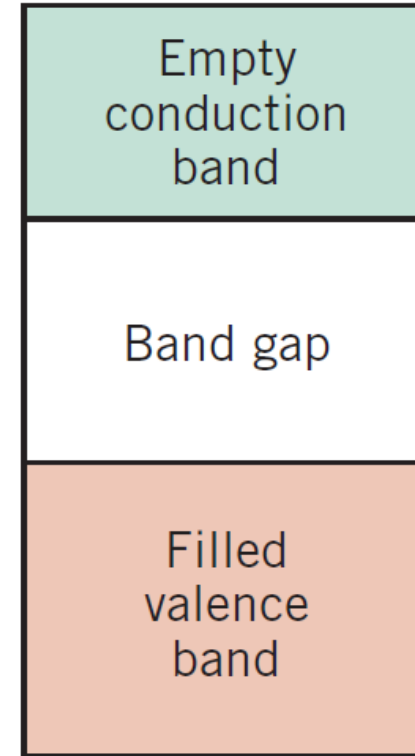 Empty
conduction
band
Band gap
Filled
valence
band